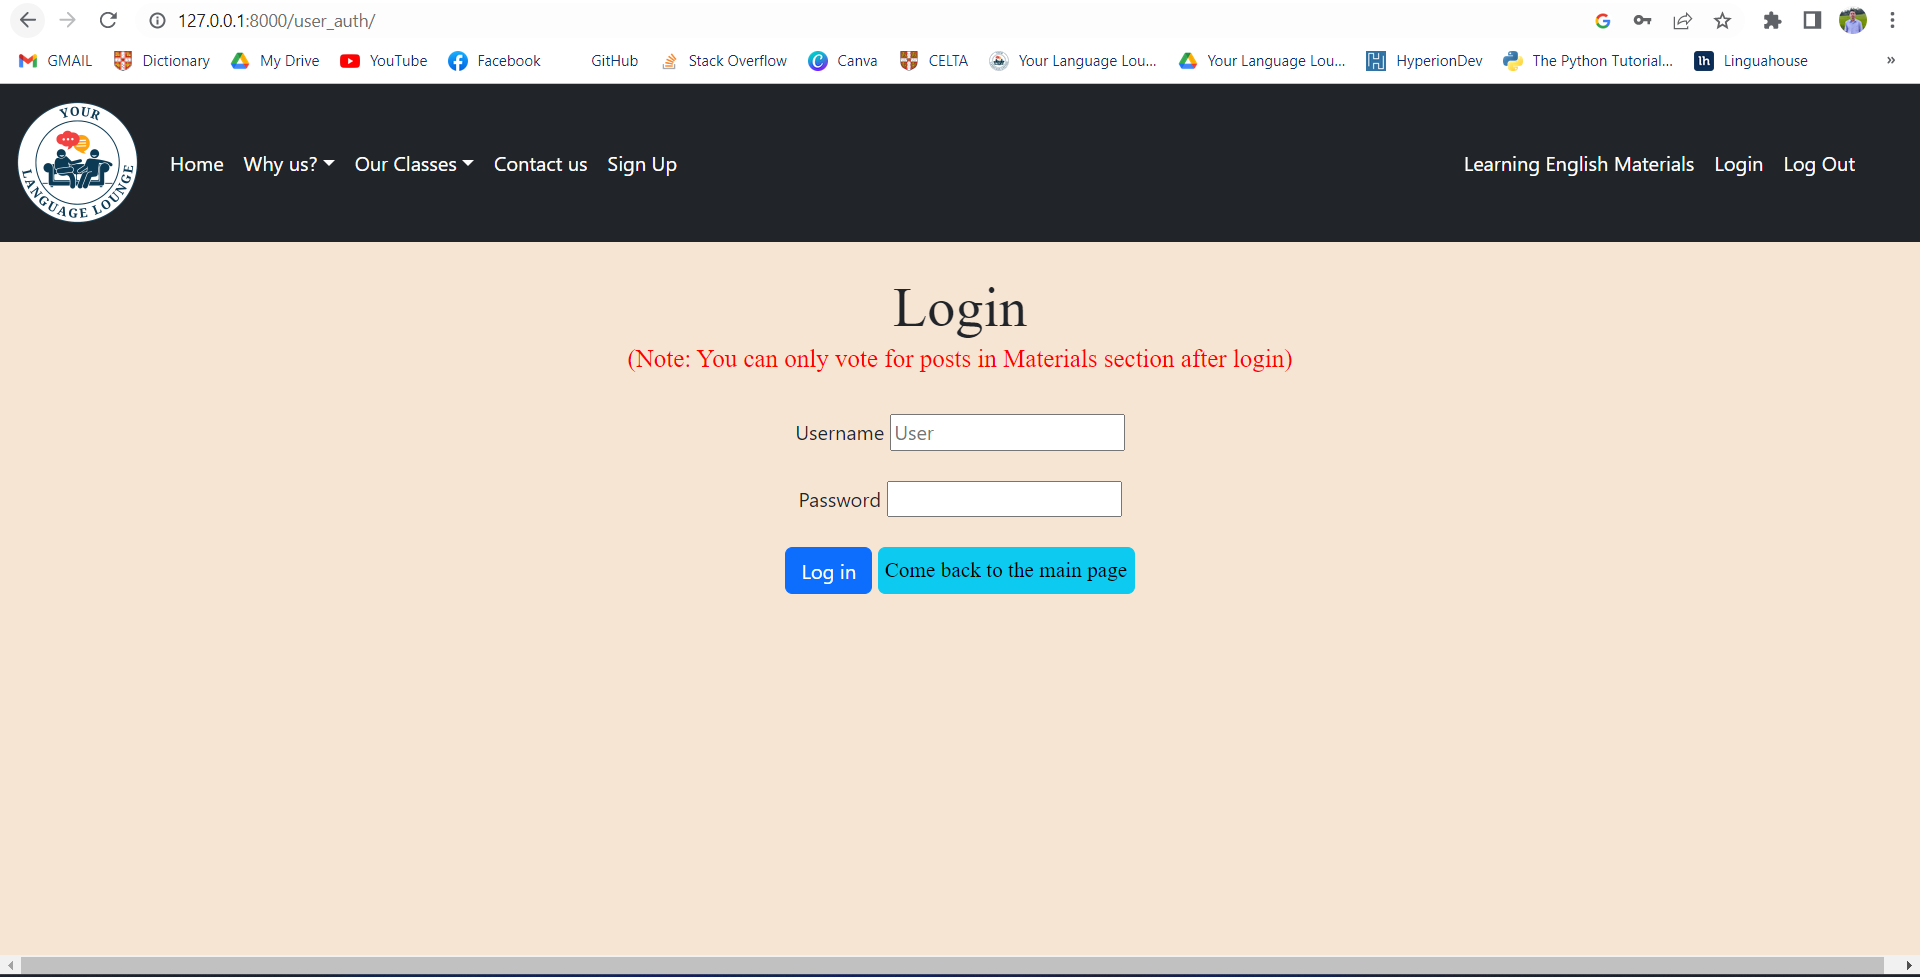 127.0.0.1:8000/user_auth/
GMAIL Dictionary My Drive YouTube Facebook GitHub Stack Overflow Canva CELTA Your Language Lou... Your Language Lou... HyperionDev The Python Tutorial... lh Linguahouse »
YOUR LANGUAGE LOUNGE
Home Why us? Our Classes Contact us Sign Up Learning English Materials Login Log Out
Login
(Note: You can only vote for posts in Materials section after login)
Username User
Password
Log in Come back to the main page